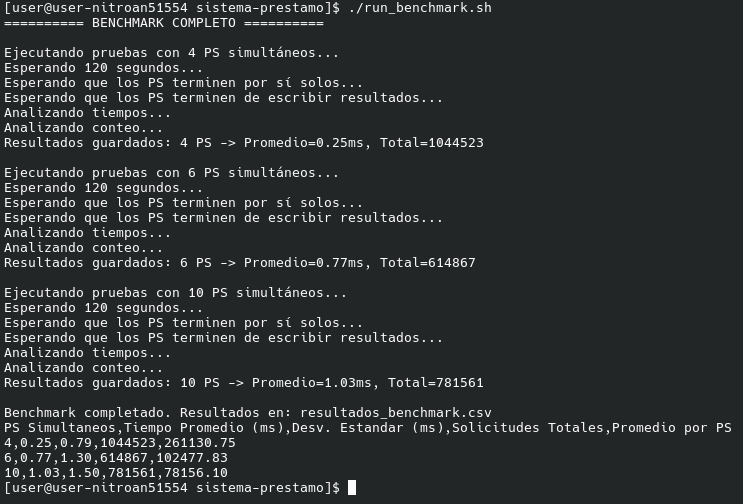 [user@user-nitroan51554 sistema-prestamo]$ ./run_benchmark.sh
========== BENCHMARK COMPLETO ==========
Ejecutando pruebas con 4 PS simultáneos...
Esperando 120 segundos...
Esperando que los PS terminen por sí solos...
Esperando que los PS terminen de escribir resultados...
Analizando tiempos...
Analizando conteo...
Resultados guardados: 4 PS -> Promedio=0.25ms, Total=1044523
Ejecutando pruebas con 6 PS simultáneos...
Esperando 120 segundos...
Esperando que los PS terminen por sí solos...
Esperando que los PS terminen de escribir resultados...
Analizando tiempos...
Analizando conteo...
Resultados guardados: 6 PS -> Promedio=0.77ms, Total=614867
Ejecutando pruebas con 10 PS simultáneos...
Esperando 120 segundos...
Esperando que los PS terminen por sí solos...
Esperando que los PS terminen de escribir resultados...
Analizando tiempos...
Analizando conteo...
Resultados guardados: 10 PS -> Promedio=1.03ms, Total=781561
Benchmark completado. Resultados en: resultados_benchmark.csv
PS Simultaneos,Tiempo Promedio (ms),Desv. Estandar (ms),Solicitudes Totales,Promedio por PS
4,0.25,0.79,1044523,261130.75
6,0.77,1.30,614867,102477.83
10,1.03,1.50,781561,78156.10
[user@user-nitroan51554 sistema-prestamo]$